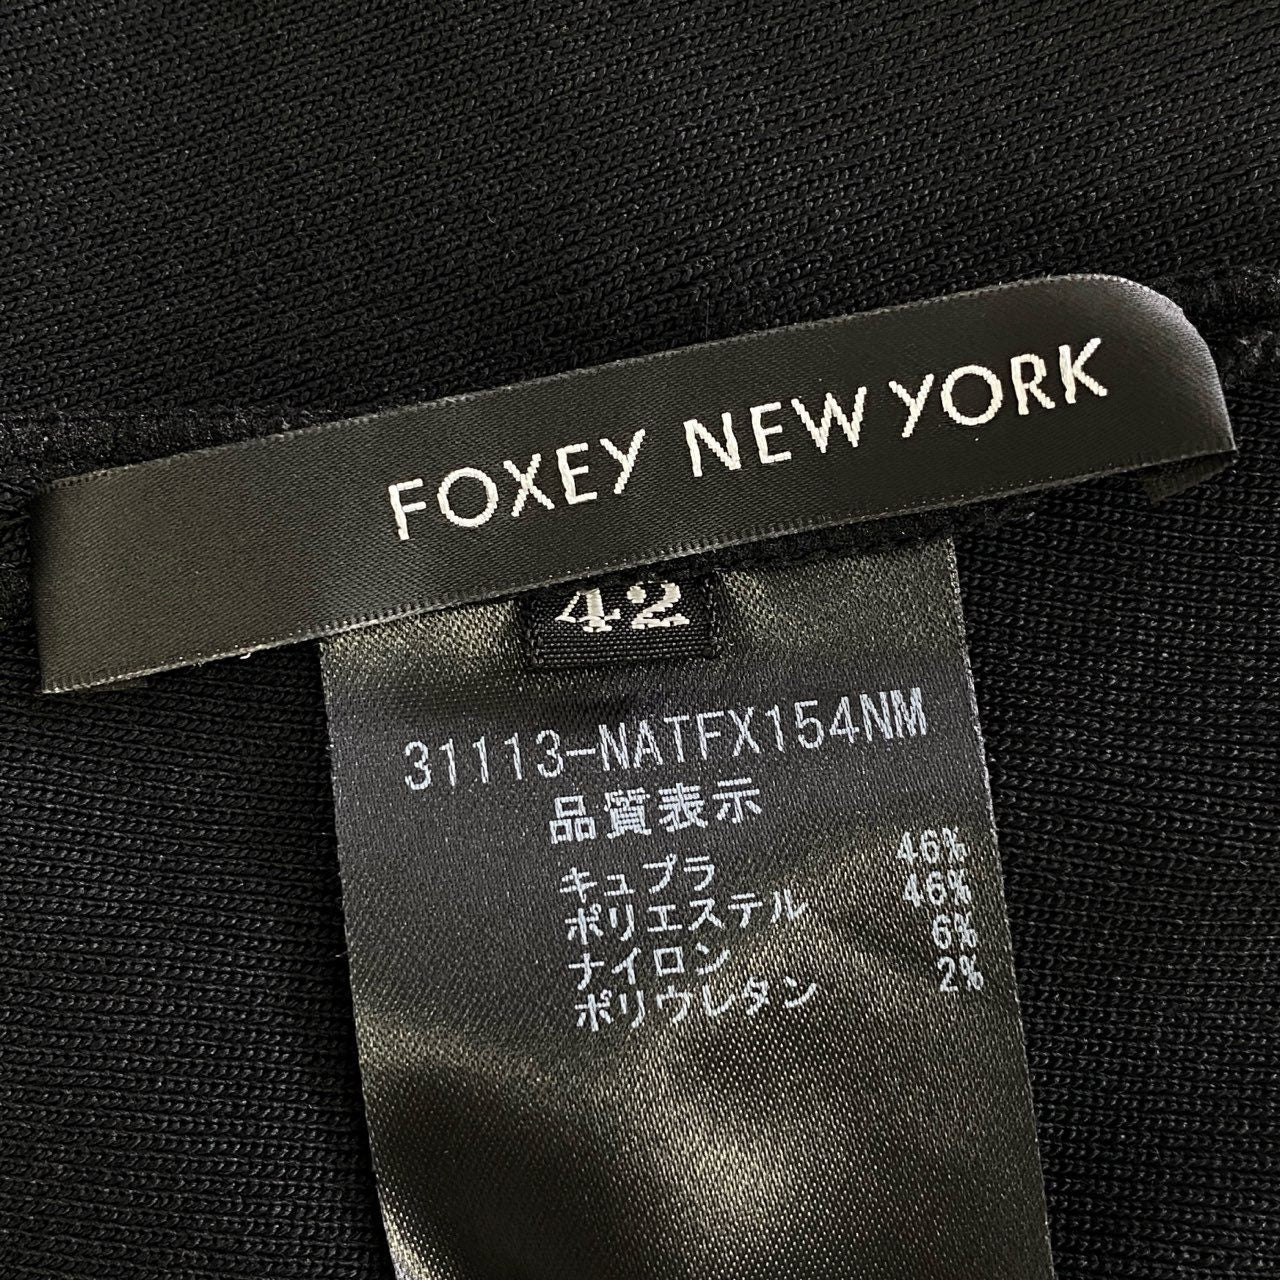 FOXEY NEW YORK
42
31113-NATFX154NM
品質表示
キュプラ 46%
ポリエステル 46%
ナイロン 6%
ポリウレタン 2%